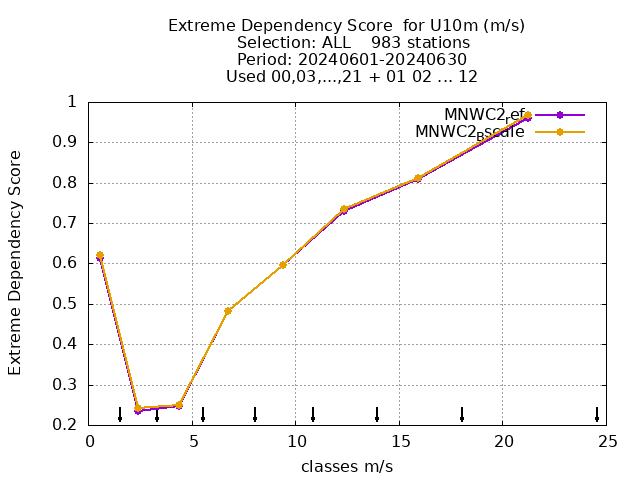 Extreme Dependency Score  for U10m (m/s)
Selection: ALL    983 stations
Period: 20240601-20240630
Used 00,03,...,21 + 01 02 ... 12
MNWC2ref
MNWC2Bscale
Extreme Dependency Score
1
0.9
0.8
0.7
0.6
0.5
0.4
0.3
0.2
0 5 10 15 20 25
classes m/s